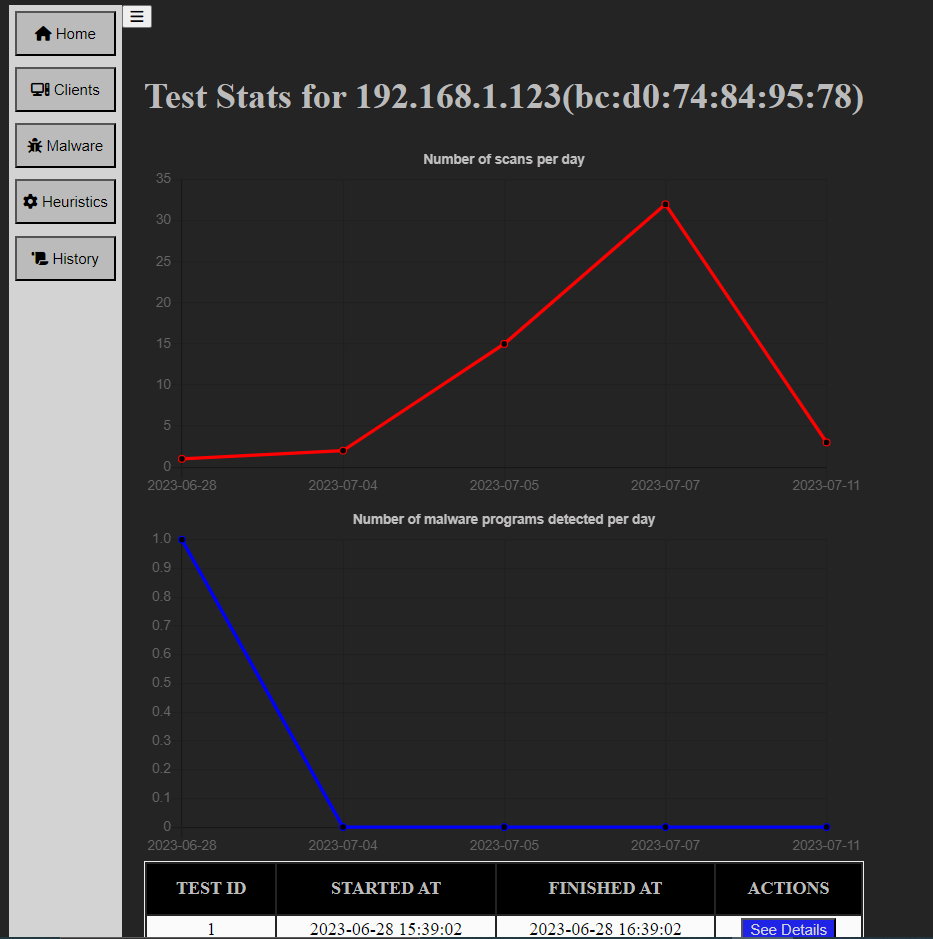 Home
Clients
Malware
Heuristics
History
Test Stats for 192.168.1.123(bc:d0:74:84:95:78)
Number of scans per day
35
30
25
20
15
10
5
0
2023-06-28 2023-07-04 2023-07-05 2023-07-07 2023-07-11
Number of malware programs detected per day
1.0
0.9
0.8
0.7
0.6
0.5
0.4
0.3
0.2
0.1
0
2023-06-28 2023-07-04 2023-07-05 2023-07-07 2023-07-11
TEST ID STARTED AT FINISHED AT ACTIONS
1 2023-06-28 15:39:02 2023-06-28 16:39:02 See Details